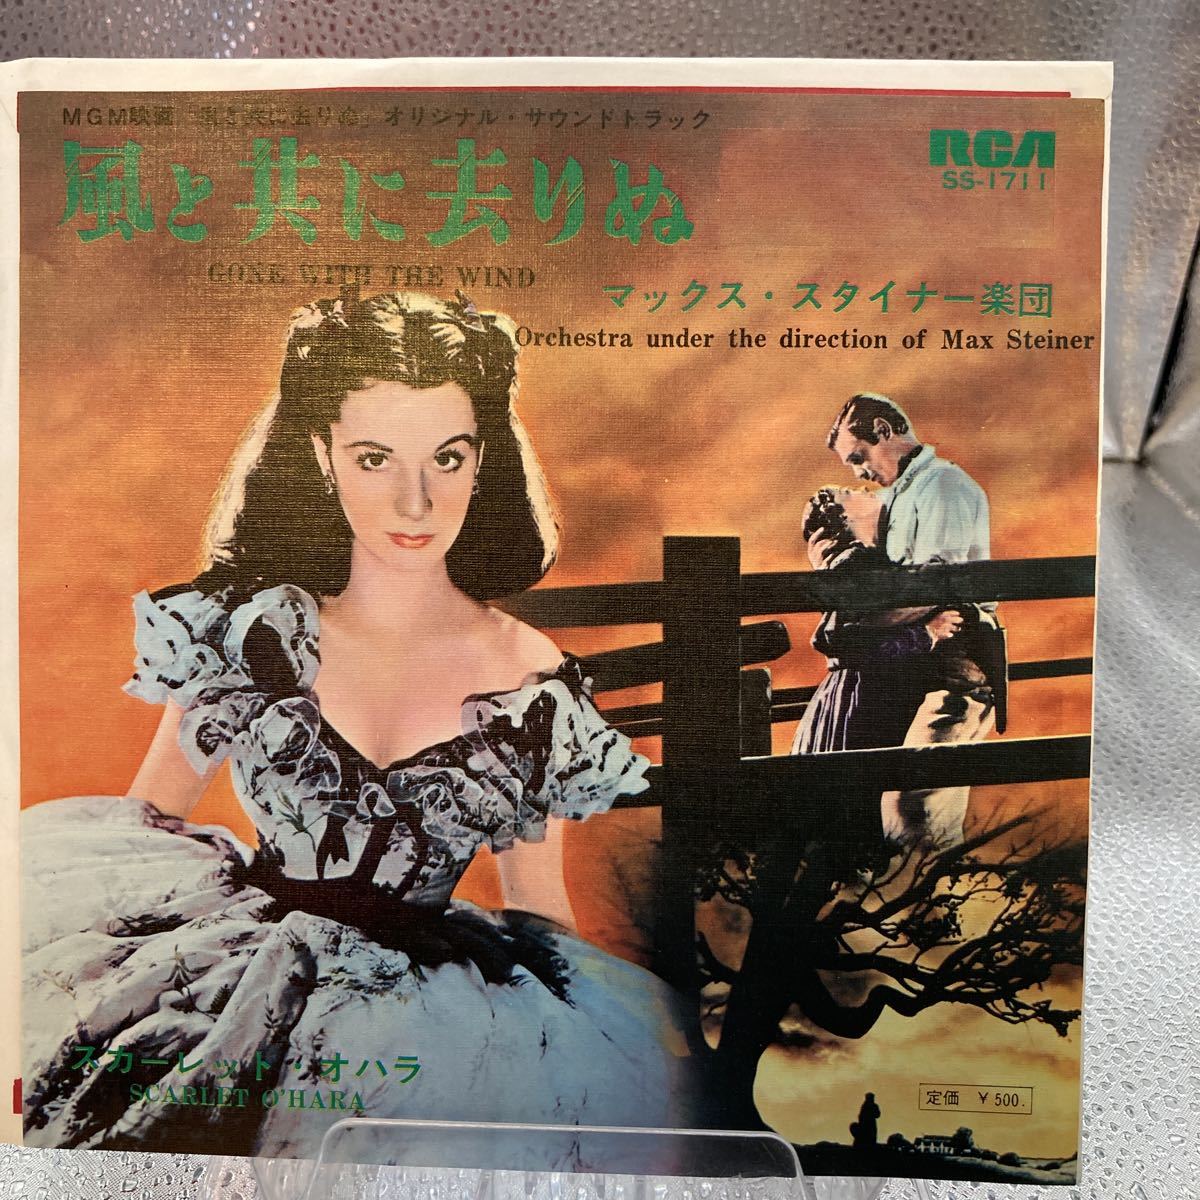 MGM映画「風と共に去りぬ」オリジナル・サウンドトラック
風と共に去りぬ
GONE WITH THE WIND
RCA
SS-1711
マックス・スタイナー楽団
Orchestra under the direction of Max Steiner
スカーレット・オハラ
SCARLET O'HARA
定価 ¥500.